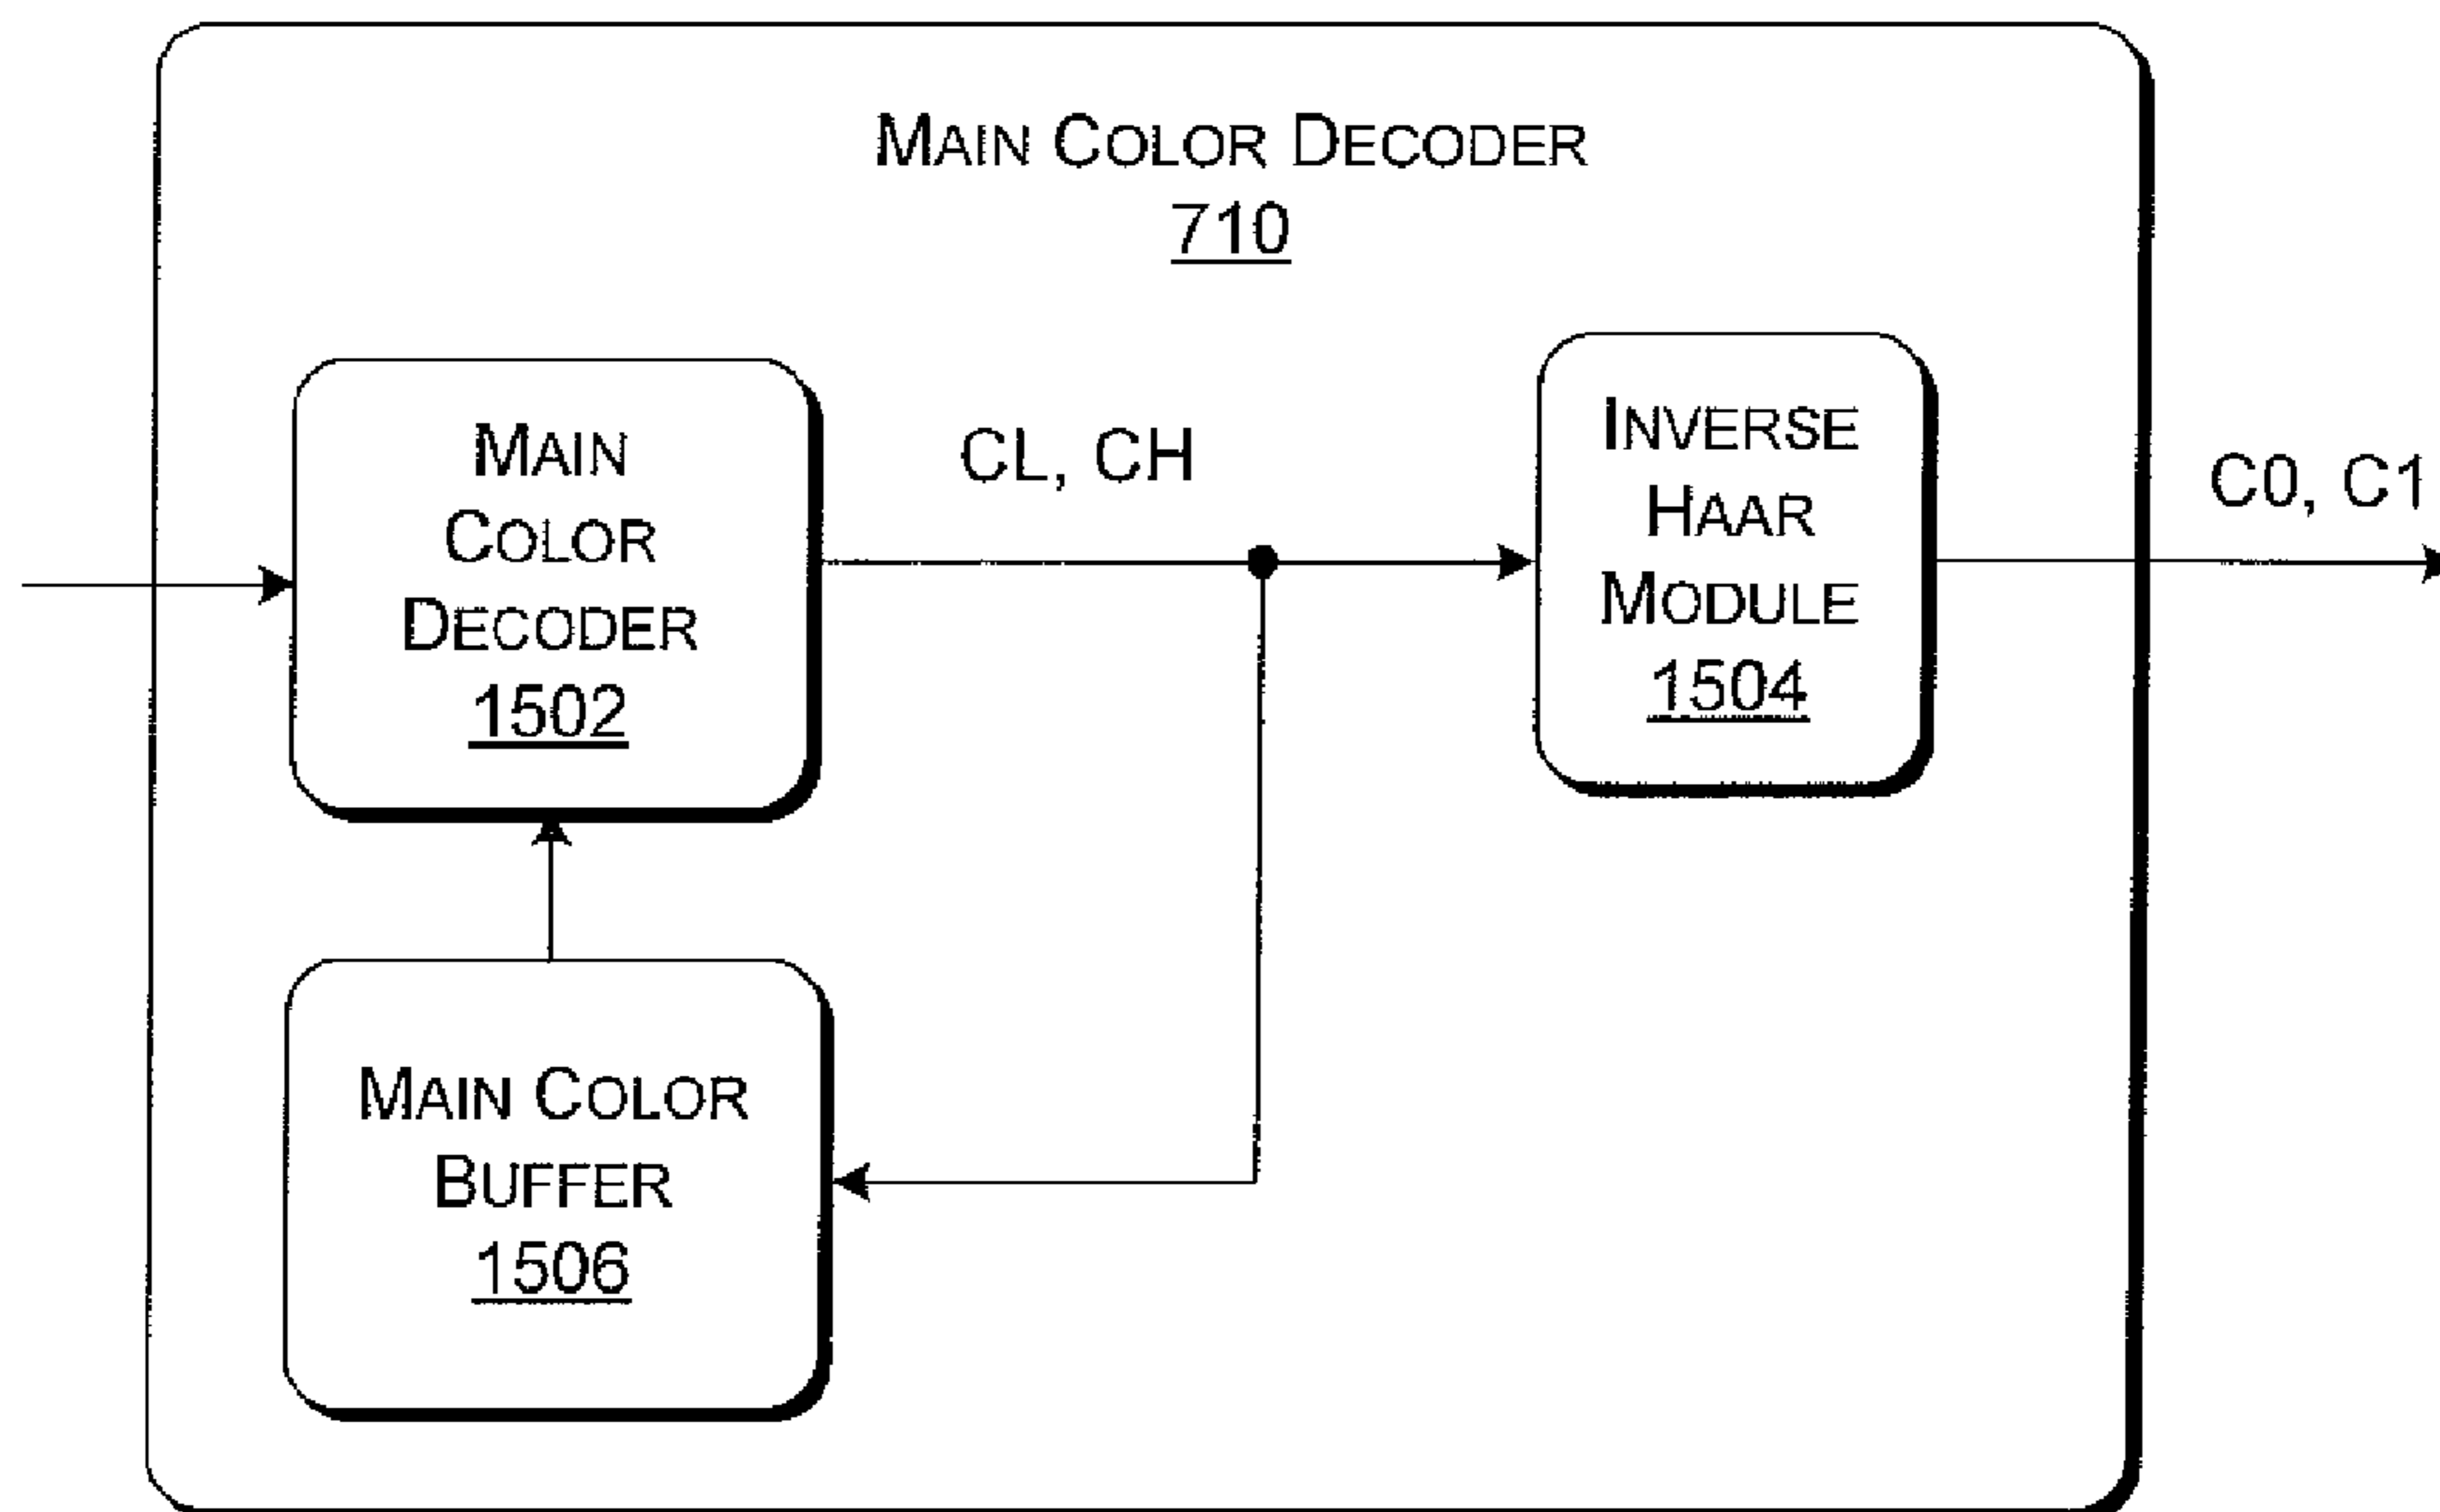 MAIN COLOR DECODER
710
MAIN
COLOR
DECODER
1502
CL, CH
INVERSE
HAAR
MODULE
1504
C0, C1
MAIN COLOR
BUFFER
1506